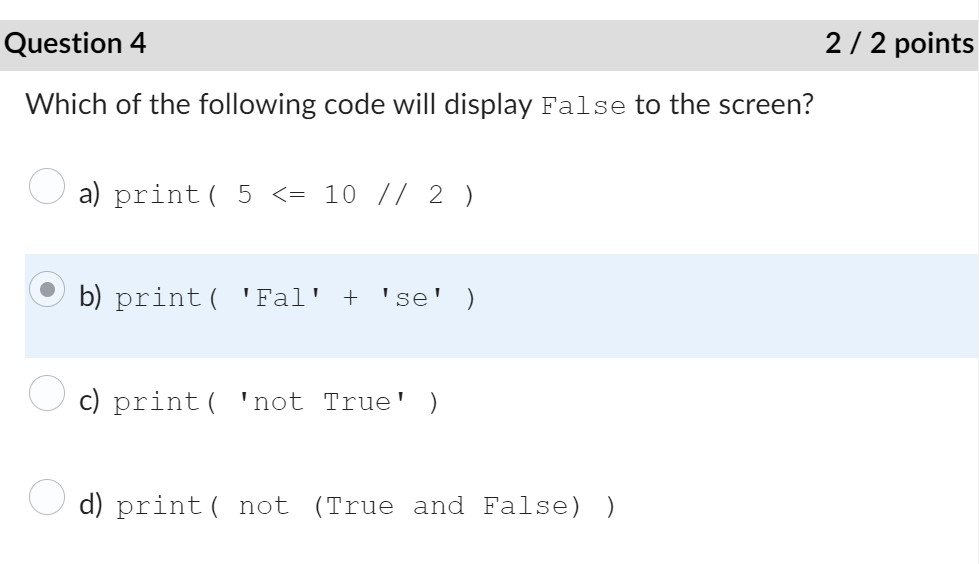 Question 4 2 / 2 points
Which of the following code will display False to the screen?
a) print( 5 <= 10 // 2 )
b) print( 'Fal' + 'se' )
c) print( 'not True' )
d) print( not (True and False) )